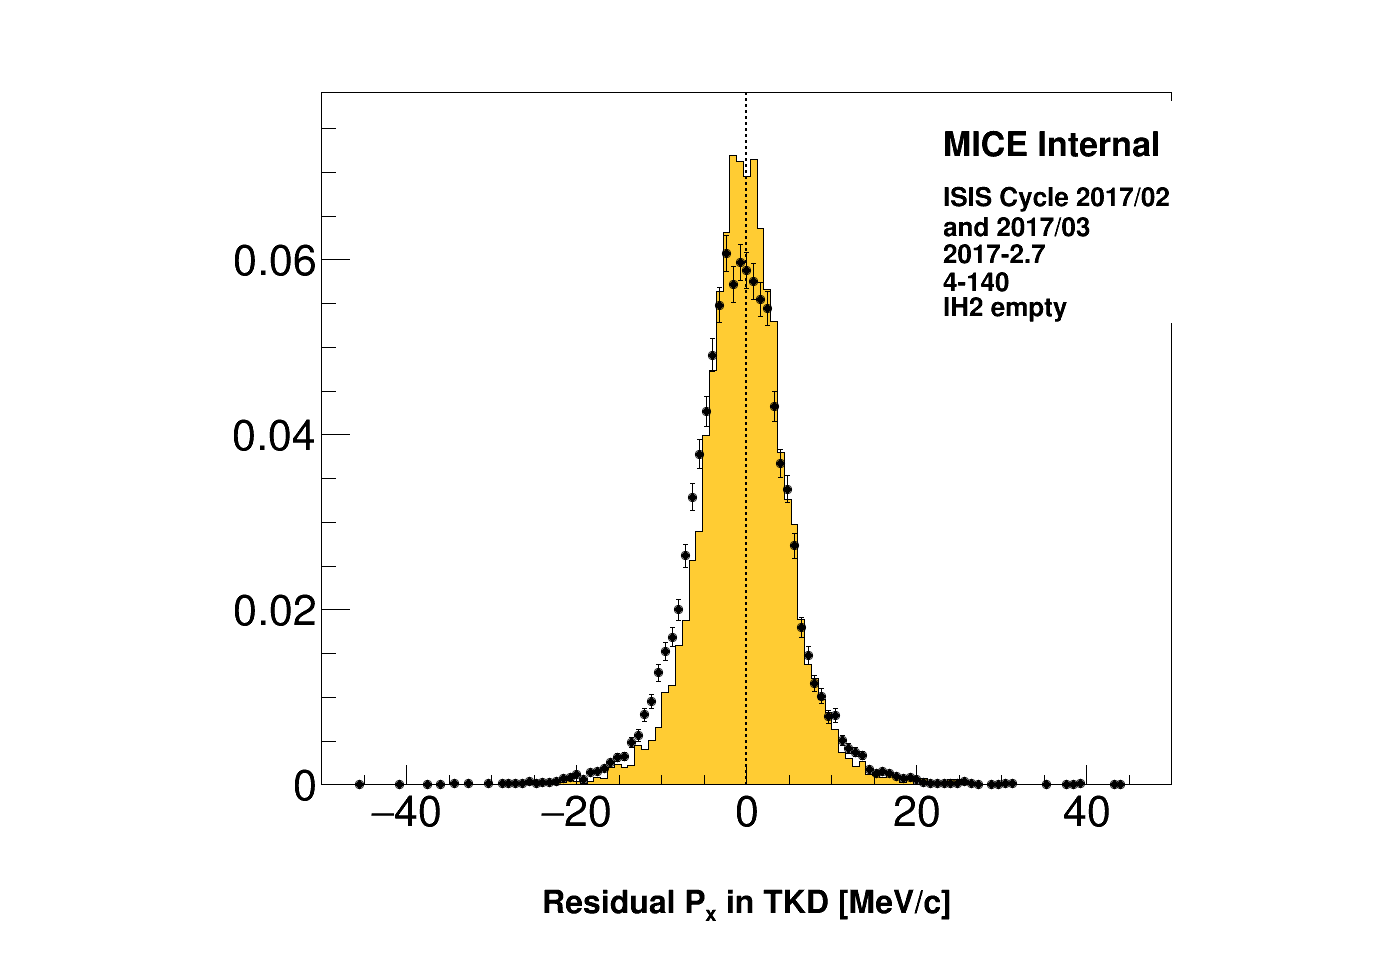 MICE Internal
ISIS Cycle 2017/02
and 2017/03
2017-2.7
4-140
IH2 empty
0.06
0.04
0.02
0
−40 −20 0 20 40
Residual Px in TKD [MeV/c]